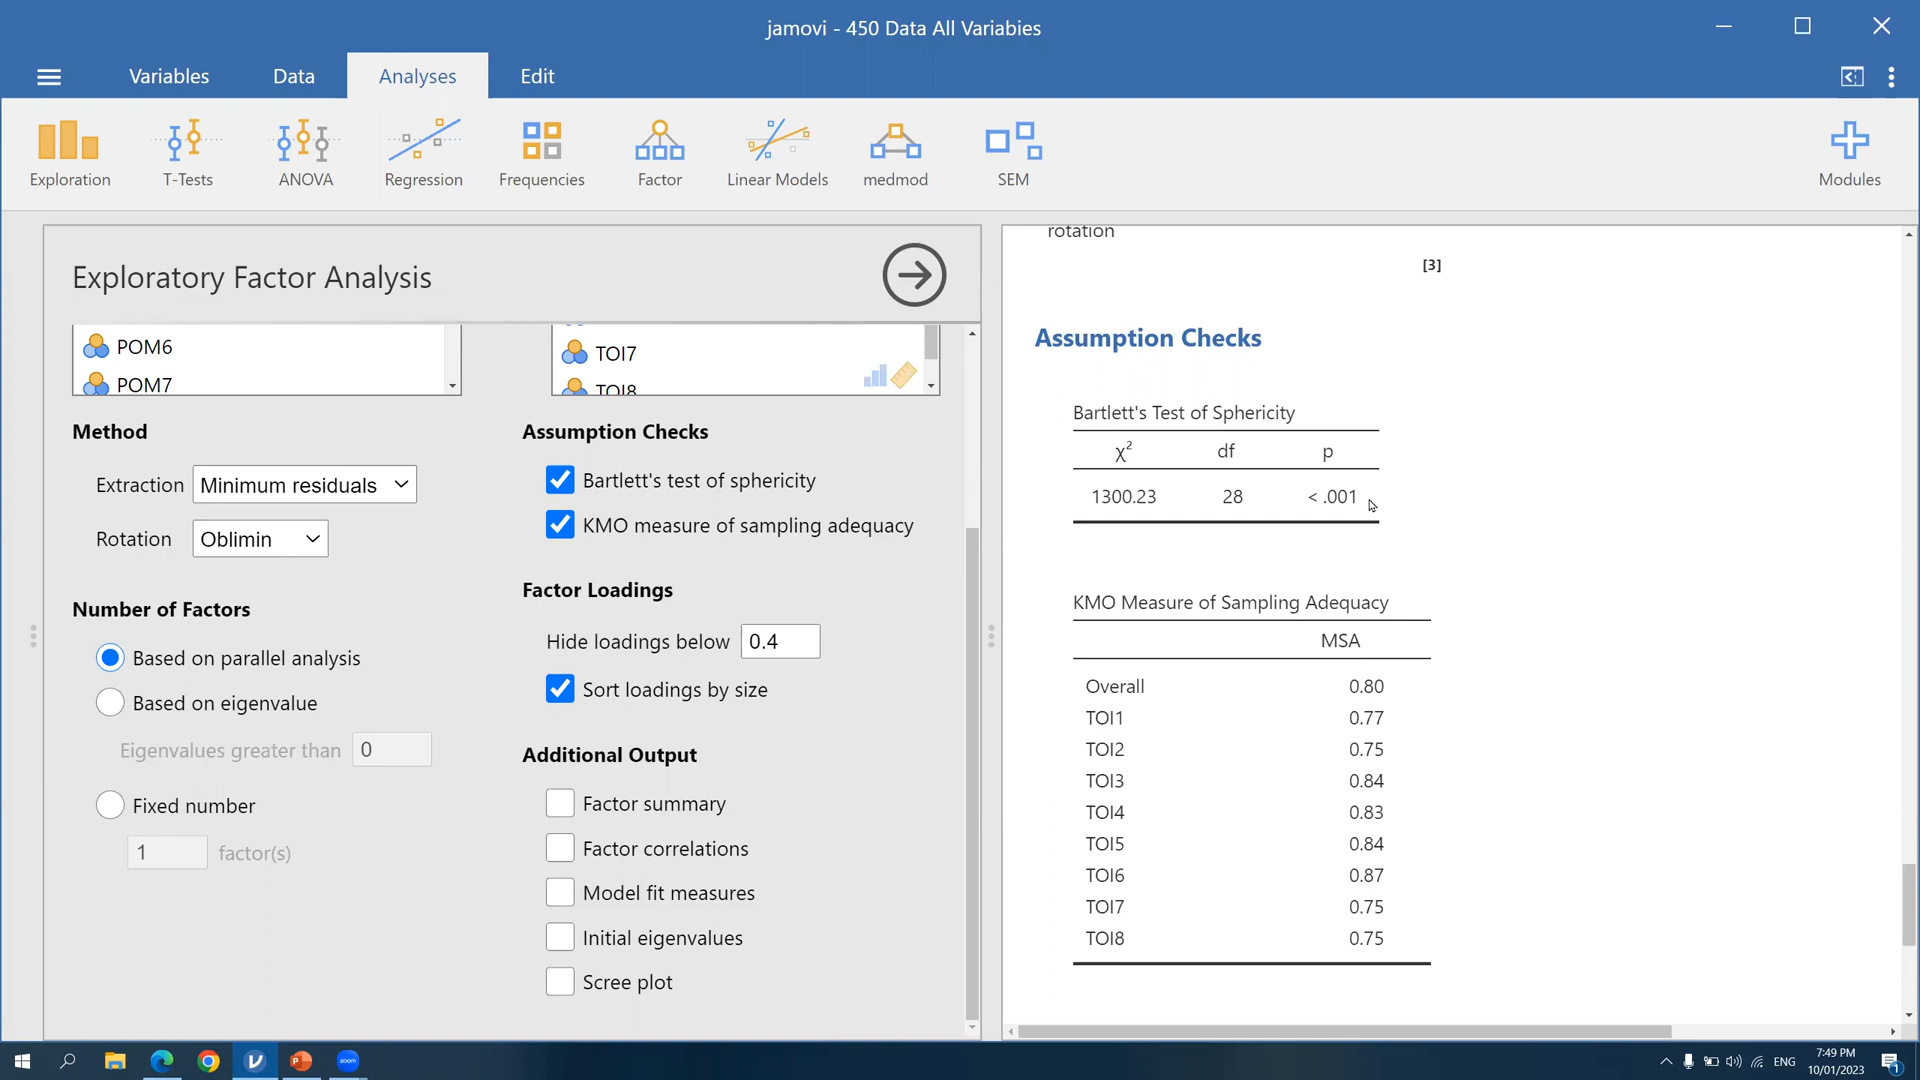 jamovi - 450 Data All Variables
Variables
Data
Analyses
Edit
Exploration
T-Tests
ANOVA
Regression
Frequencies
Factor
Linear Models
medmod
SEM
Modules
Exploratory Factor Analysis
POM6
POM7
TOI7
TOI8
Method
Extraction
Minimum residuals
Rotation
Oblimin
Number of Factors
Based on parallel analysis
Based on eigenvalue
Eigenvalues greater than
0
Fixed number
1
factor(s)
Assumption Checks
Bartlett's test of sphericity
KMO measure of sampling adequacy
Factor Loadings
Hide loadings below
0.4
Sort loadings by size
Additional Output
Factor summary
Factor correlations
Model fit measures
Initial eigenvalues
Scree plot
rotation
[3]
Assumption Checks
Bartlett's Test of Sphericity
χ² df p
1300.23 28 < .001
KMO Measure of Sampling Adequacy
MSA
Overall 0.80
TOI1 0.77
TOI2 0.75
TOI3 0.84
TOI4 0.83
TOI5 0.84
TOI6 0.87
TOI7 0.75
TOI8 0.75
zoom
ENG
7:49 PM
10/01/2023
1